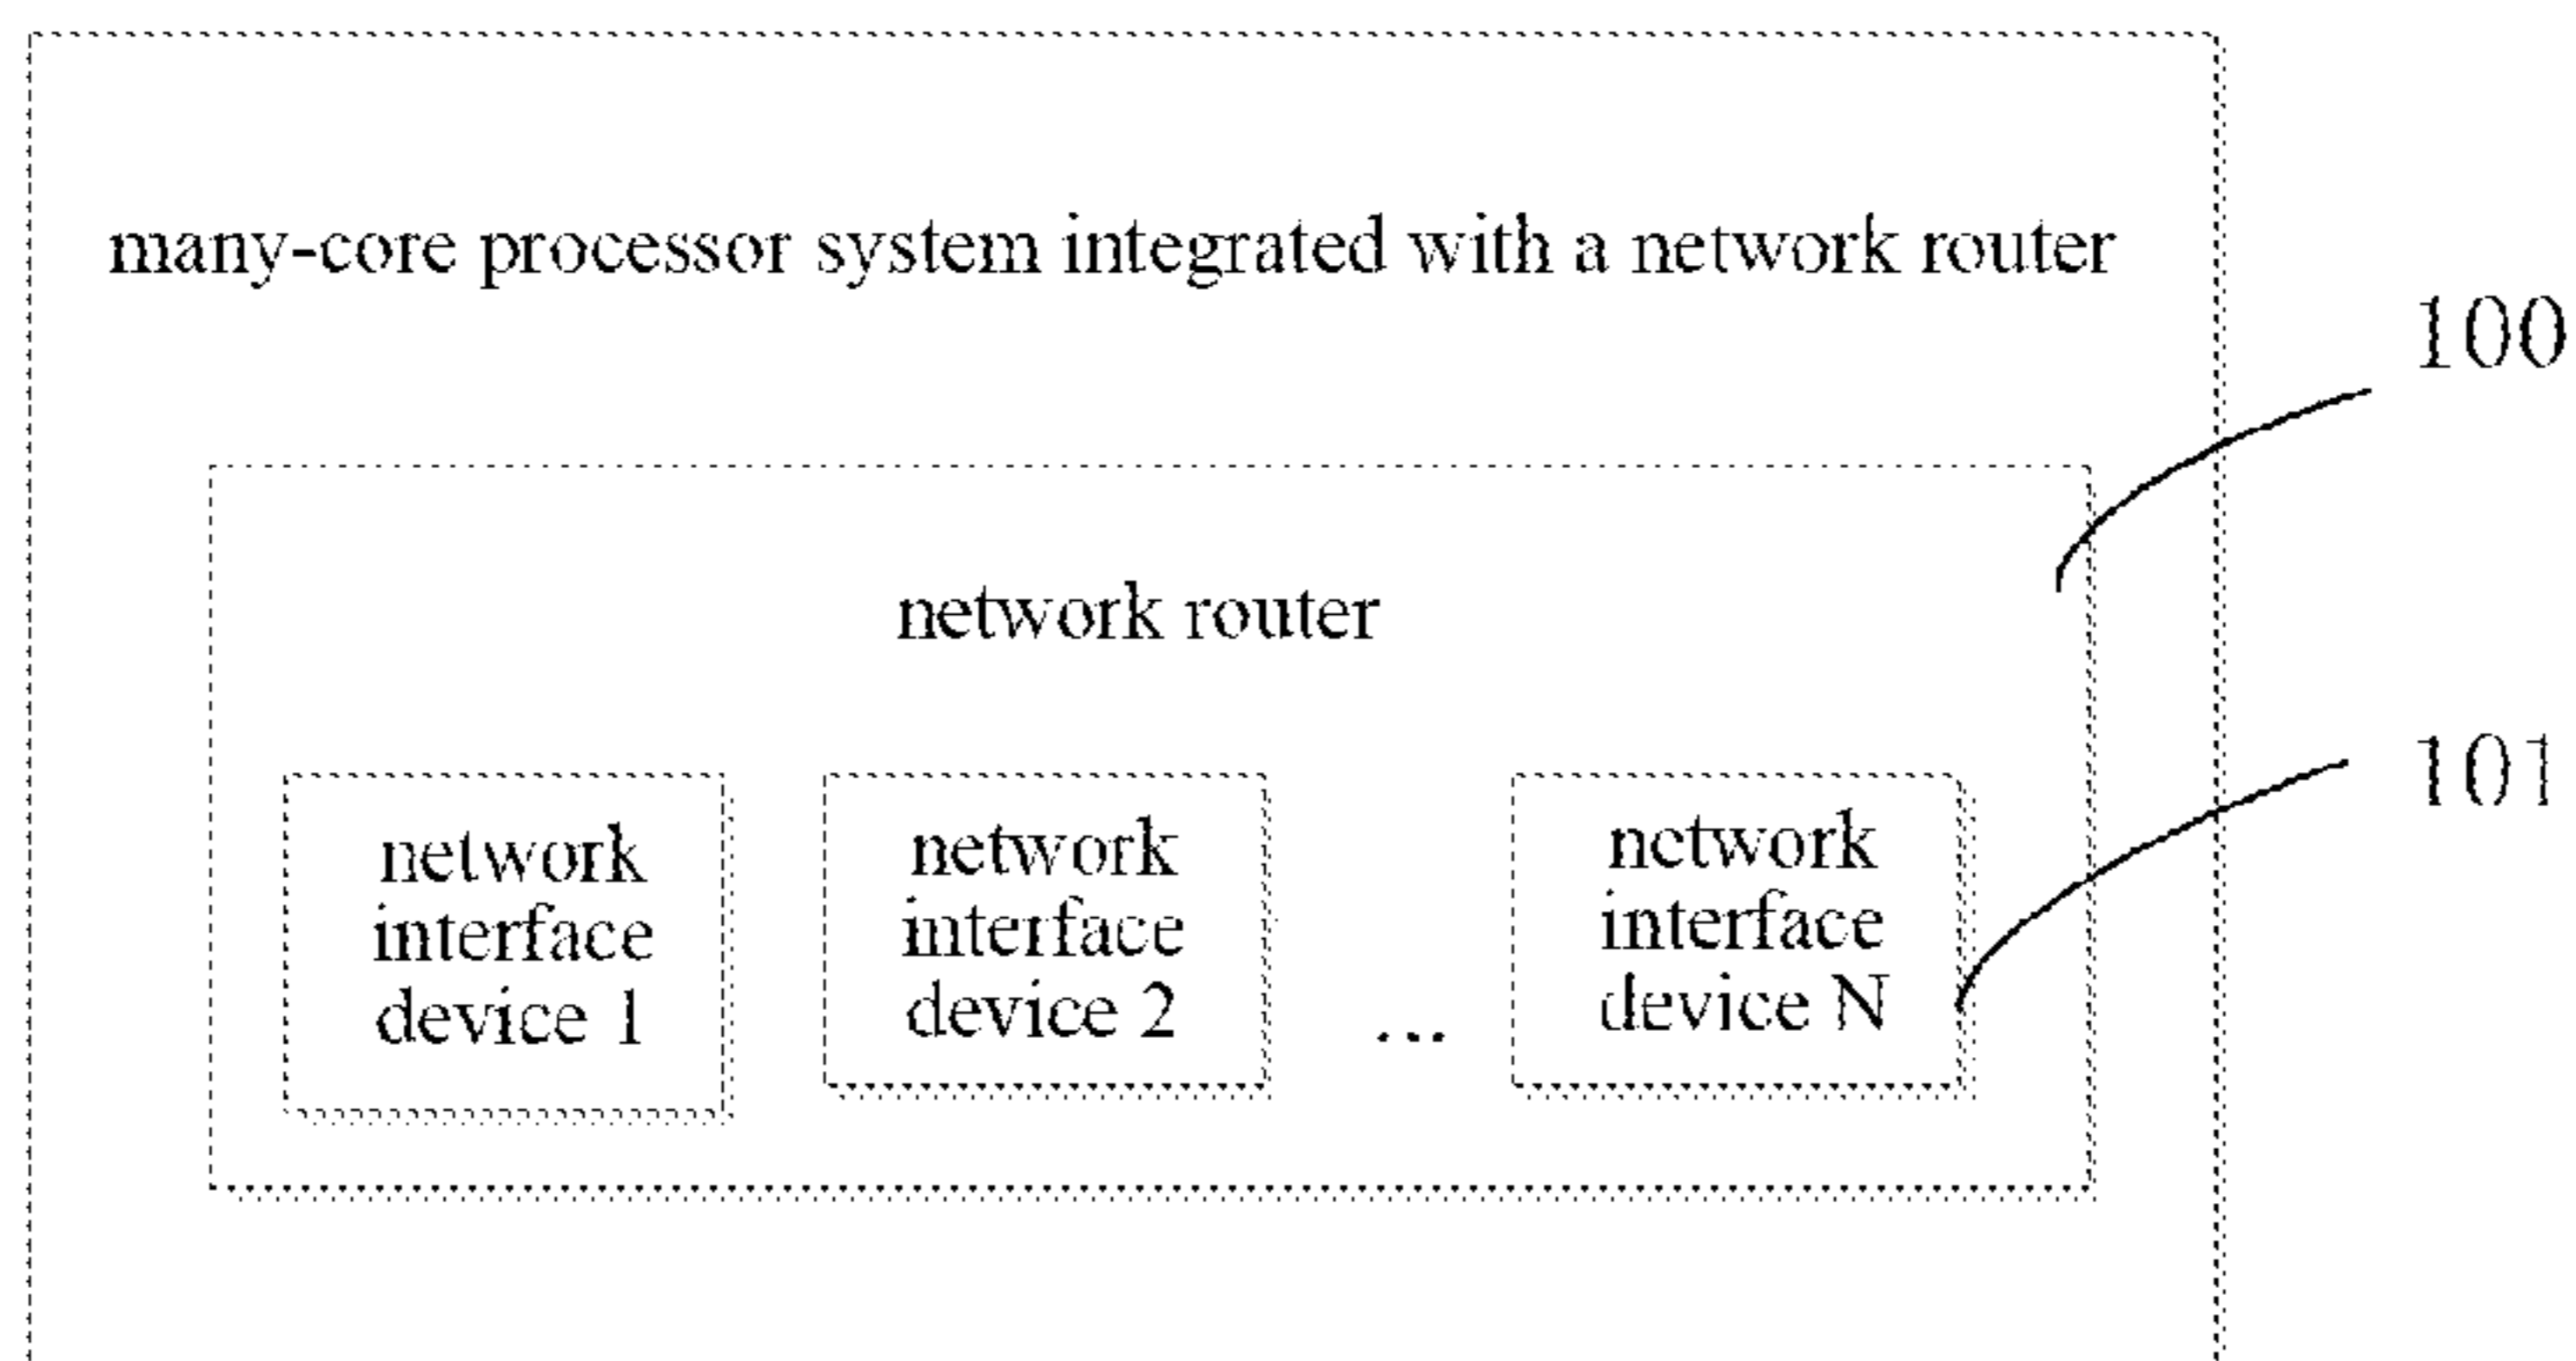 many-core processor system integrated with a network router
100
network router
101
network
interface
device 1
network
interface
device 2
...
network
interface
device N